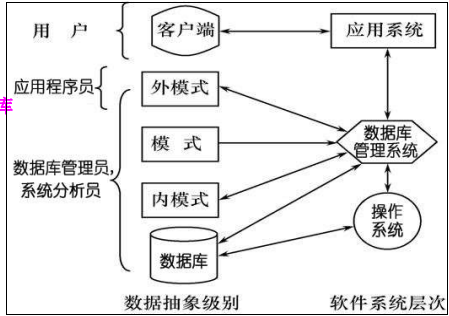 用 户
客户端
应用系统
应用程序员
外模式
库
数据库
管理系统
模 式
数据库管理员,
系统分析员
内模式
操作
系统
数据库
数据抽象级别
软件系统层次